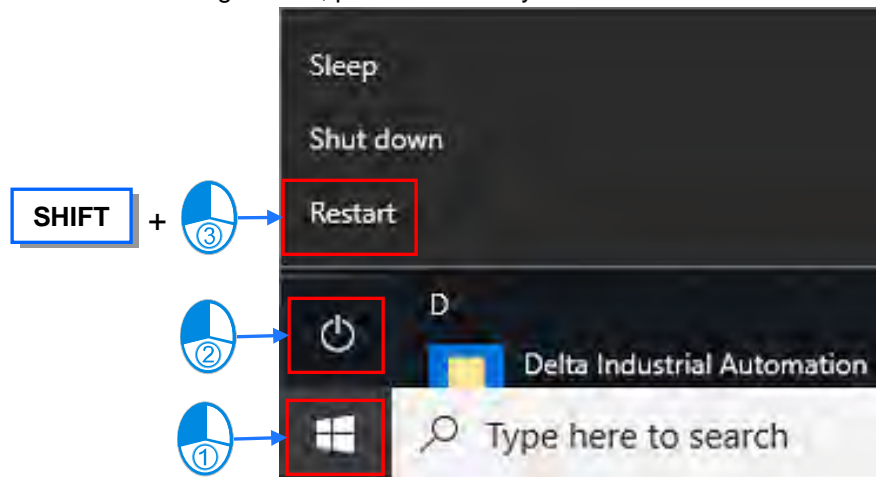 Sleep
Shut down
SHIFT + ③ Restart
D
②
Delta Industrial Automation
① Type here to search